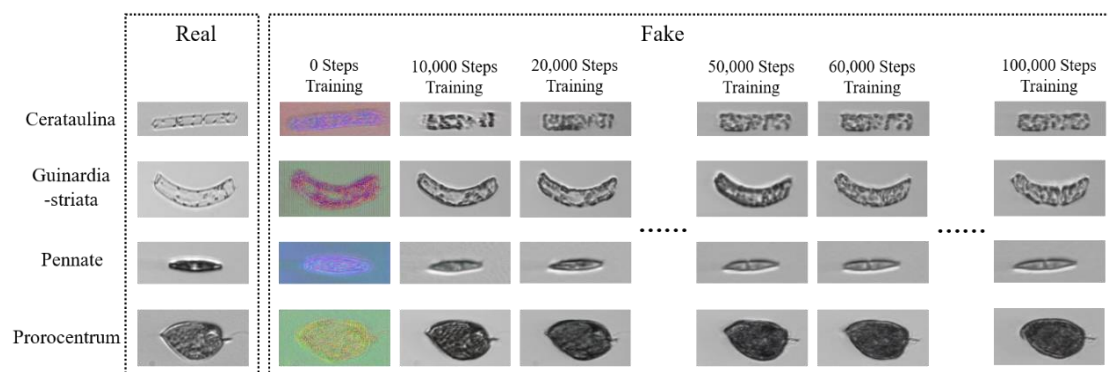 Real
Fake
0 Steps
Training
10,000 Steps
Training
20,000 Steps
Training
50,000 Steps
Training
60,000 Steps
Training
100,000 Steps
Training
Cerataulina
Guinardia
-striata
...... ......
Pennate
Prorocentrum